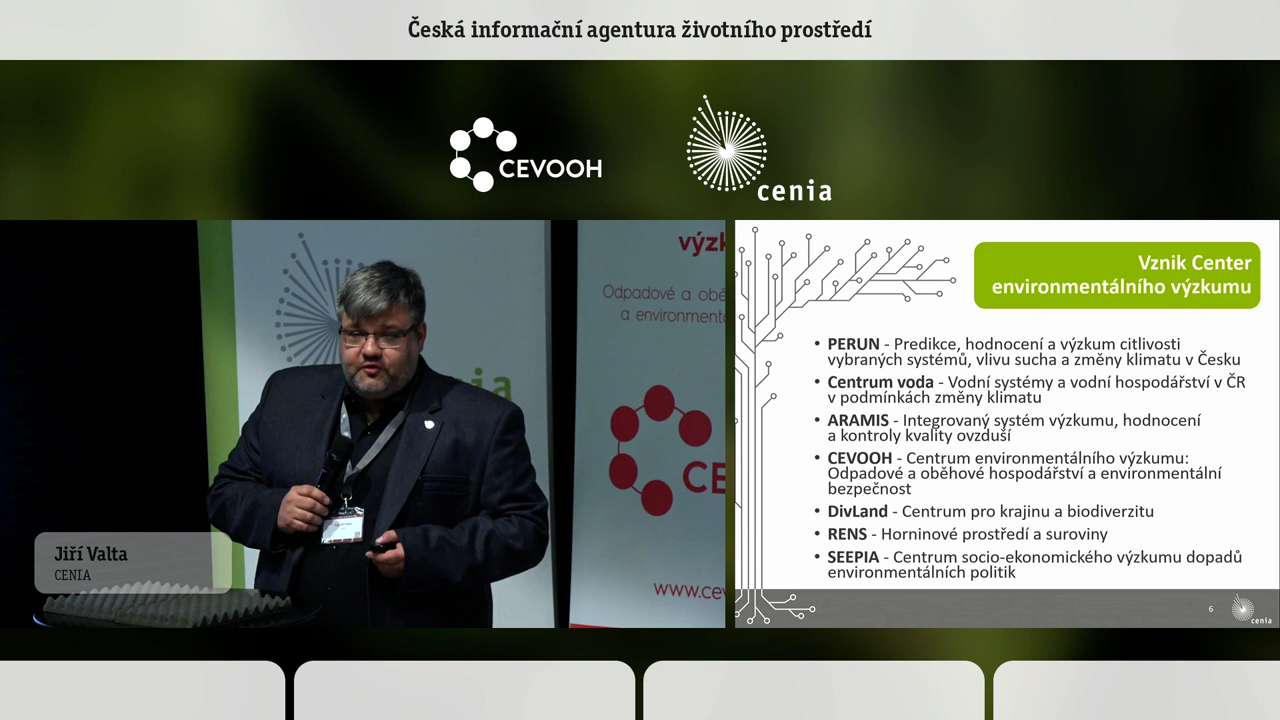 Česká informační agentura životního prostředí
CEVOOH
cenia
výzk
Odpadové a oběh
a environmentá
CE
www.cev
Jiří Valta
CENIA
Vznik Center
environmentálního výzkumu
• PERUN - Predikce, hodnocení a výzkum citlivosti
vybraných systémů, vlivu sucha a změny klimatu v Česku
• Centrum voda - Vodní systémy a vodní hospodářství v ČR
v podmínkách změny klimatu
• ARAMIS - Integrovaný systém výzkumu, hodnocení
a kontroly kvality ovzduší
• CEVOOH - Centrum environmentálního výzkumu:
Odpadové a oběhové hospodářství a environmentální
bezpečnost
• DivLand - Centrum pro krajinu a biodiverzitu
• RENS - Horninové prostředí a suroviny
• SEEPIA - Centrum socio-ekonomického výzkumu dopadů
environmentálních politik
6
cenia